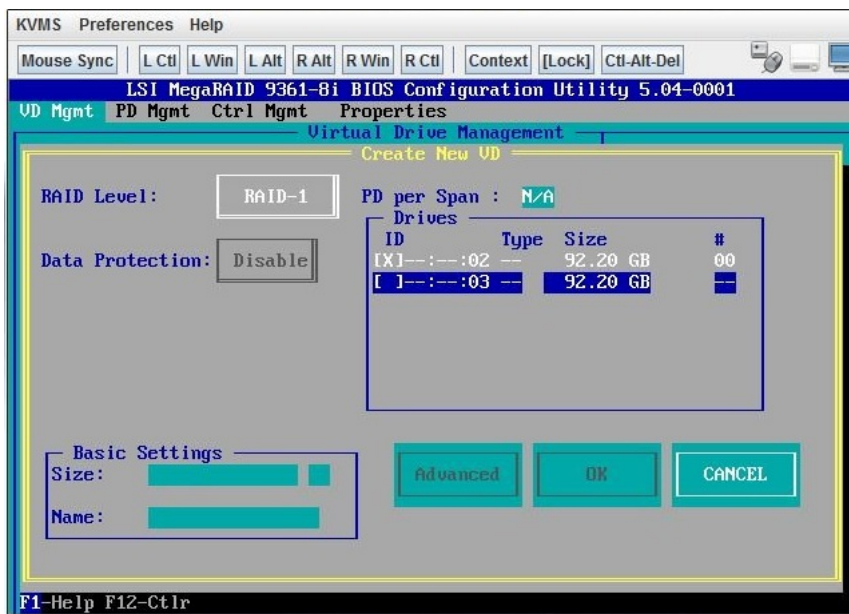 KVMS Preferences Help
Mouse Sync L Ctl L Win L Alt R Alt R Win R Ctl Context [Lock] Ctl-Alt-Del
LSI MegaRAID 9361-8i BIOS Configuration Utility 5.04-0001
VD Mgmt PD Mgmt Ctrl Mgmt Properties
Virtual Drive Management
Create New VD
RAID Level: RAID-1 PD per Span : N/A
Drives
ID Type Size #
Data Protection: Disable [X]--:--:02 -- 92.20 GB 00
[ ]--:--:03 -- 92.20 GB --
Basic Settings
Size:
Advanced OK CANCEL
Name:
F1-Help F12-Ctlr